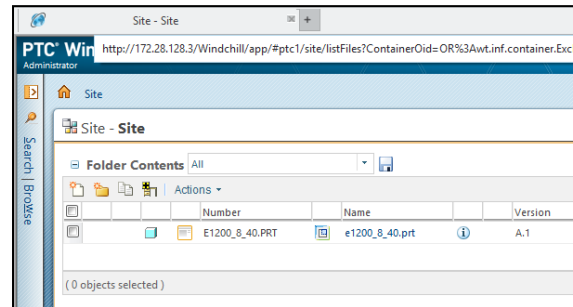 Site - Site
PTC® Win
http://172.28.128.3/Windchill/app/#ptc1/site/listFiles?ContainerOid=OR%3Awt.inf.container.Exc
Administrator
Site
Site - Site
Search | BroWse
Folder Contents All
Actions
Number Name Version
E1200_8_40.PRT e1200_8_40.prt A.1
( 0 objects selected )